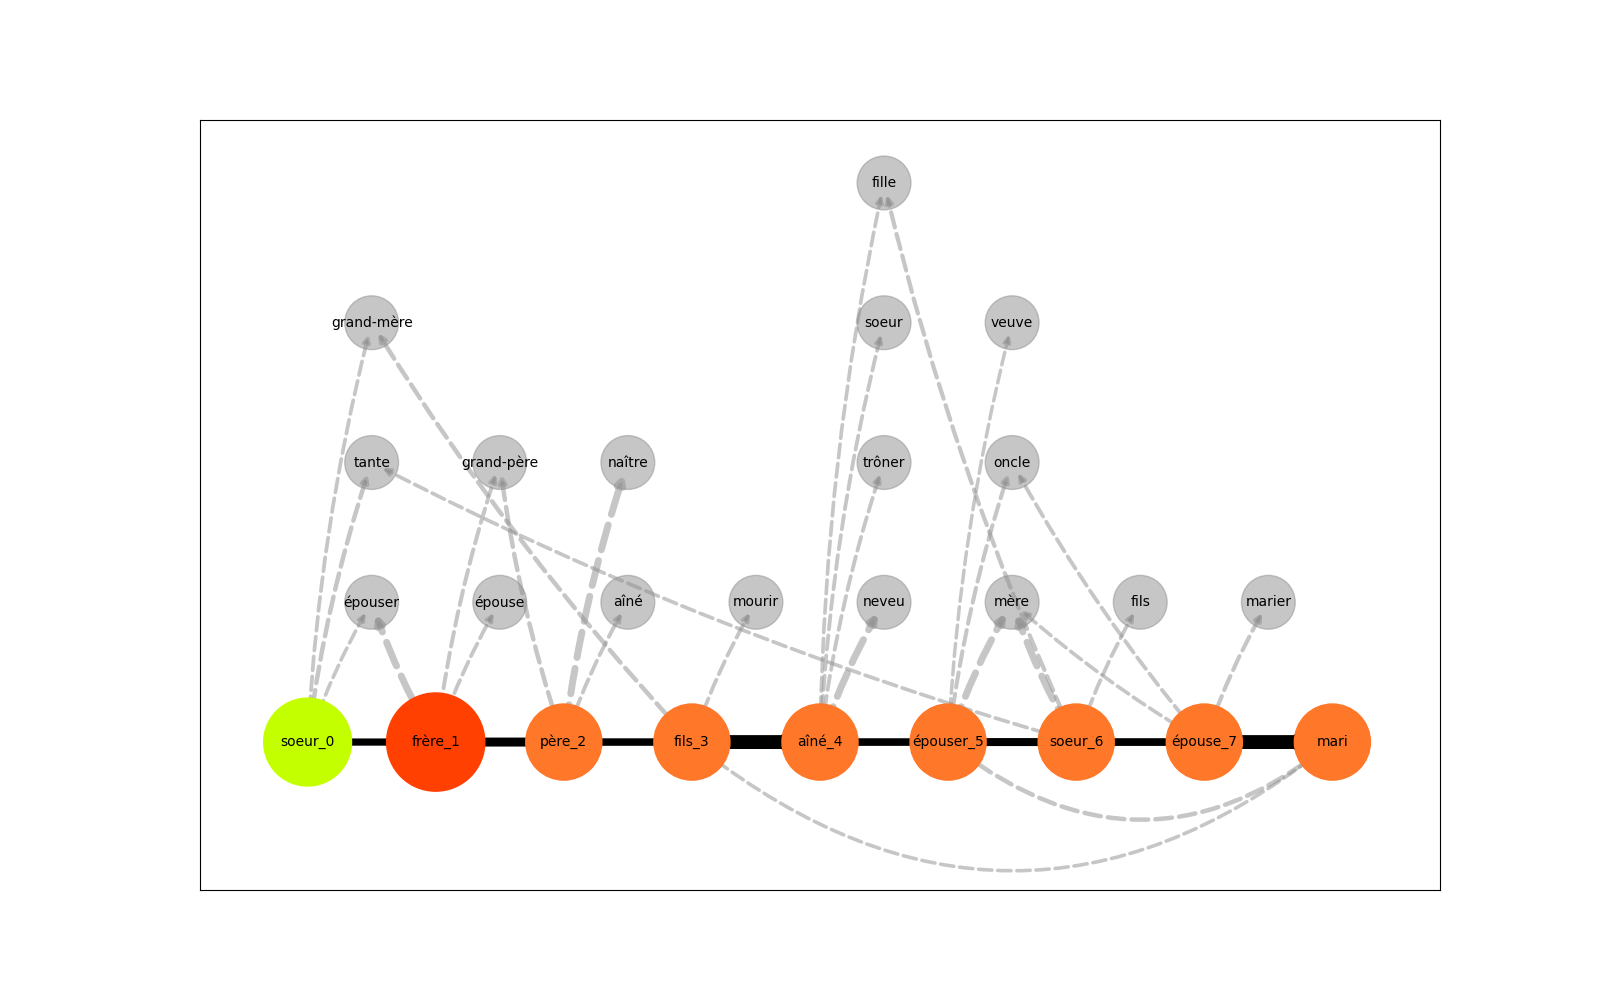 fille
grand-mère
soeur
veuve
tante
grand-père
naître
trôner
oncle
épouser
épouse
aîné
mourir
neveu
mère
fils
marier
soeur_0
frère_1
père_2
fils_3
aîné_4
épouser_5
soeur_6
épouse_7
mari